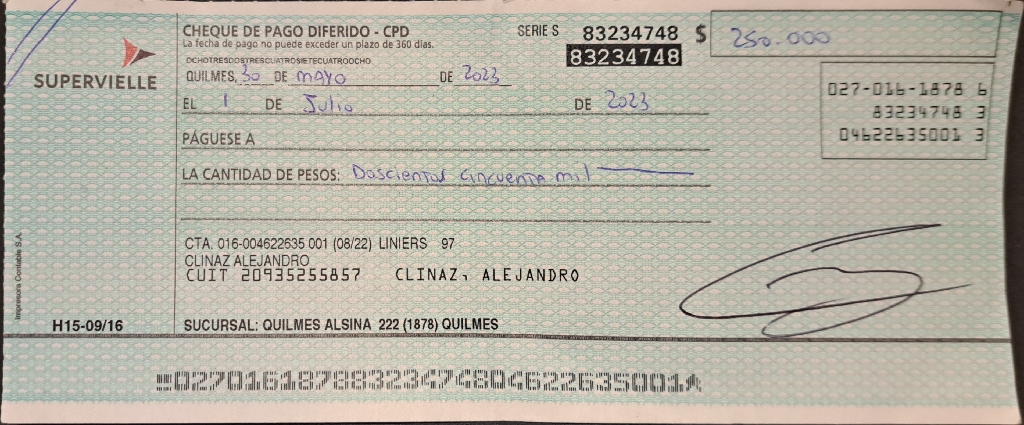 CHEQUE DE PAGO DIFERIDO - CPD
La fecha de pago no puede exceder un plazo de 360 días.
SERIE S 83234748 $ 250.000
83234748
OCHOTRESDOSTRESCUATROSIETECUATROOCHO
SUPERVIELLE
QUILMES, 30 DE mayo DE 2023
027-016-1878 6
EL 1 DE Julio DE 2023
83234748 3
04622635001 3
PÁGUESE A
LA CANTIDAD DE PESOS: Doscientos cincuenta mil
CTA. 016-004622635 001 (08/22) LINIERS 97
CLINAZ ALEJANDRO
CUIT 20935255857 CLINAZ, ALEJANDRO
Impresora Contable S.A.
H15-09/16
SUCURSAL: QUILMES ALSINA 222 (1878) QUILMES
02701618788323474804622635001